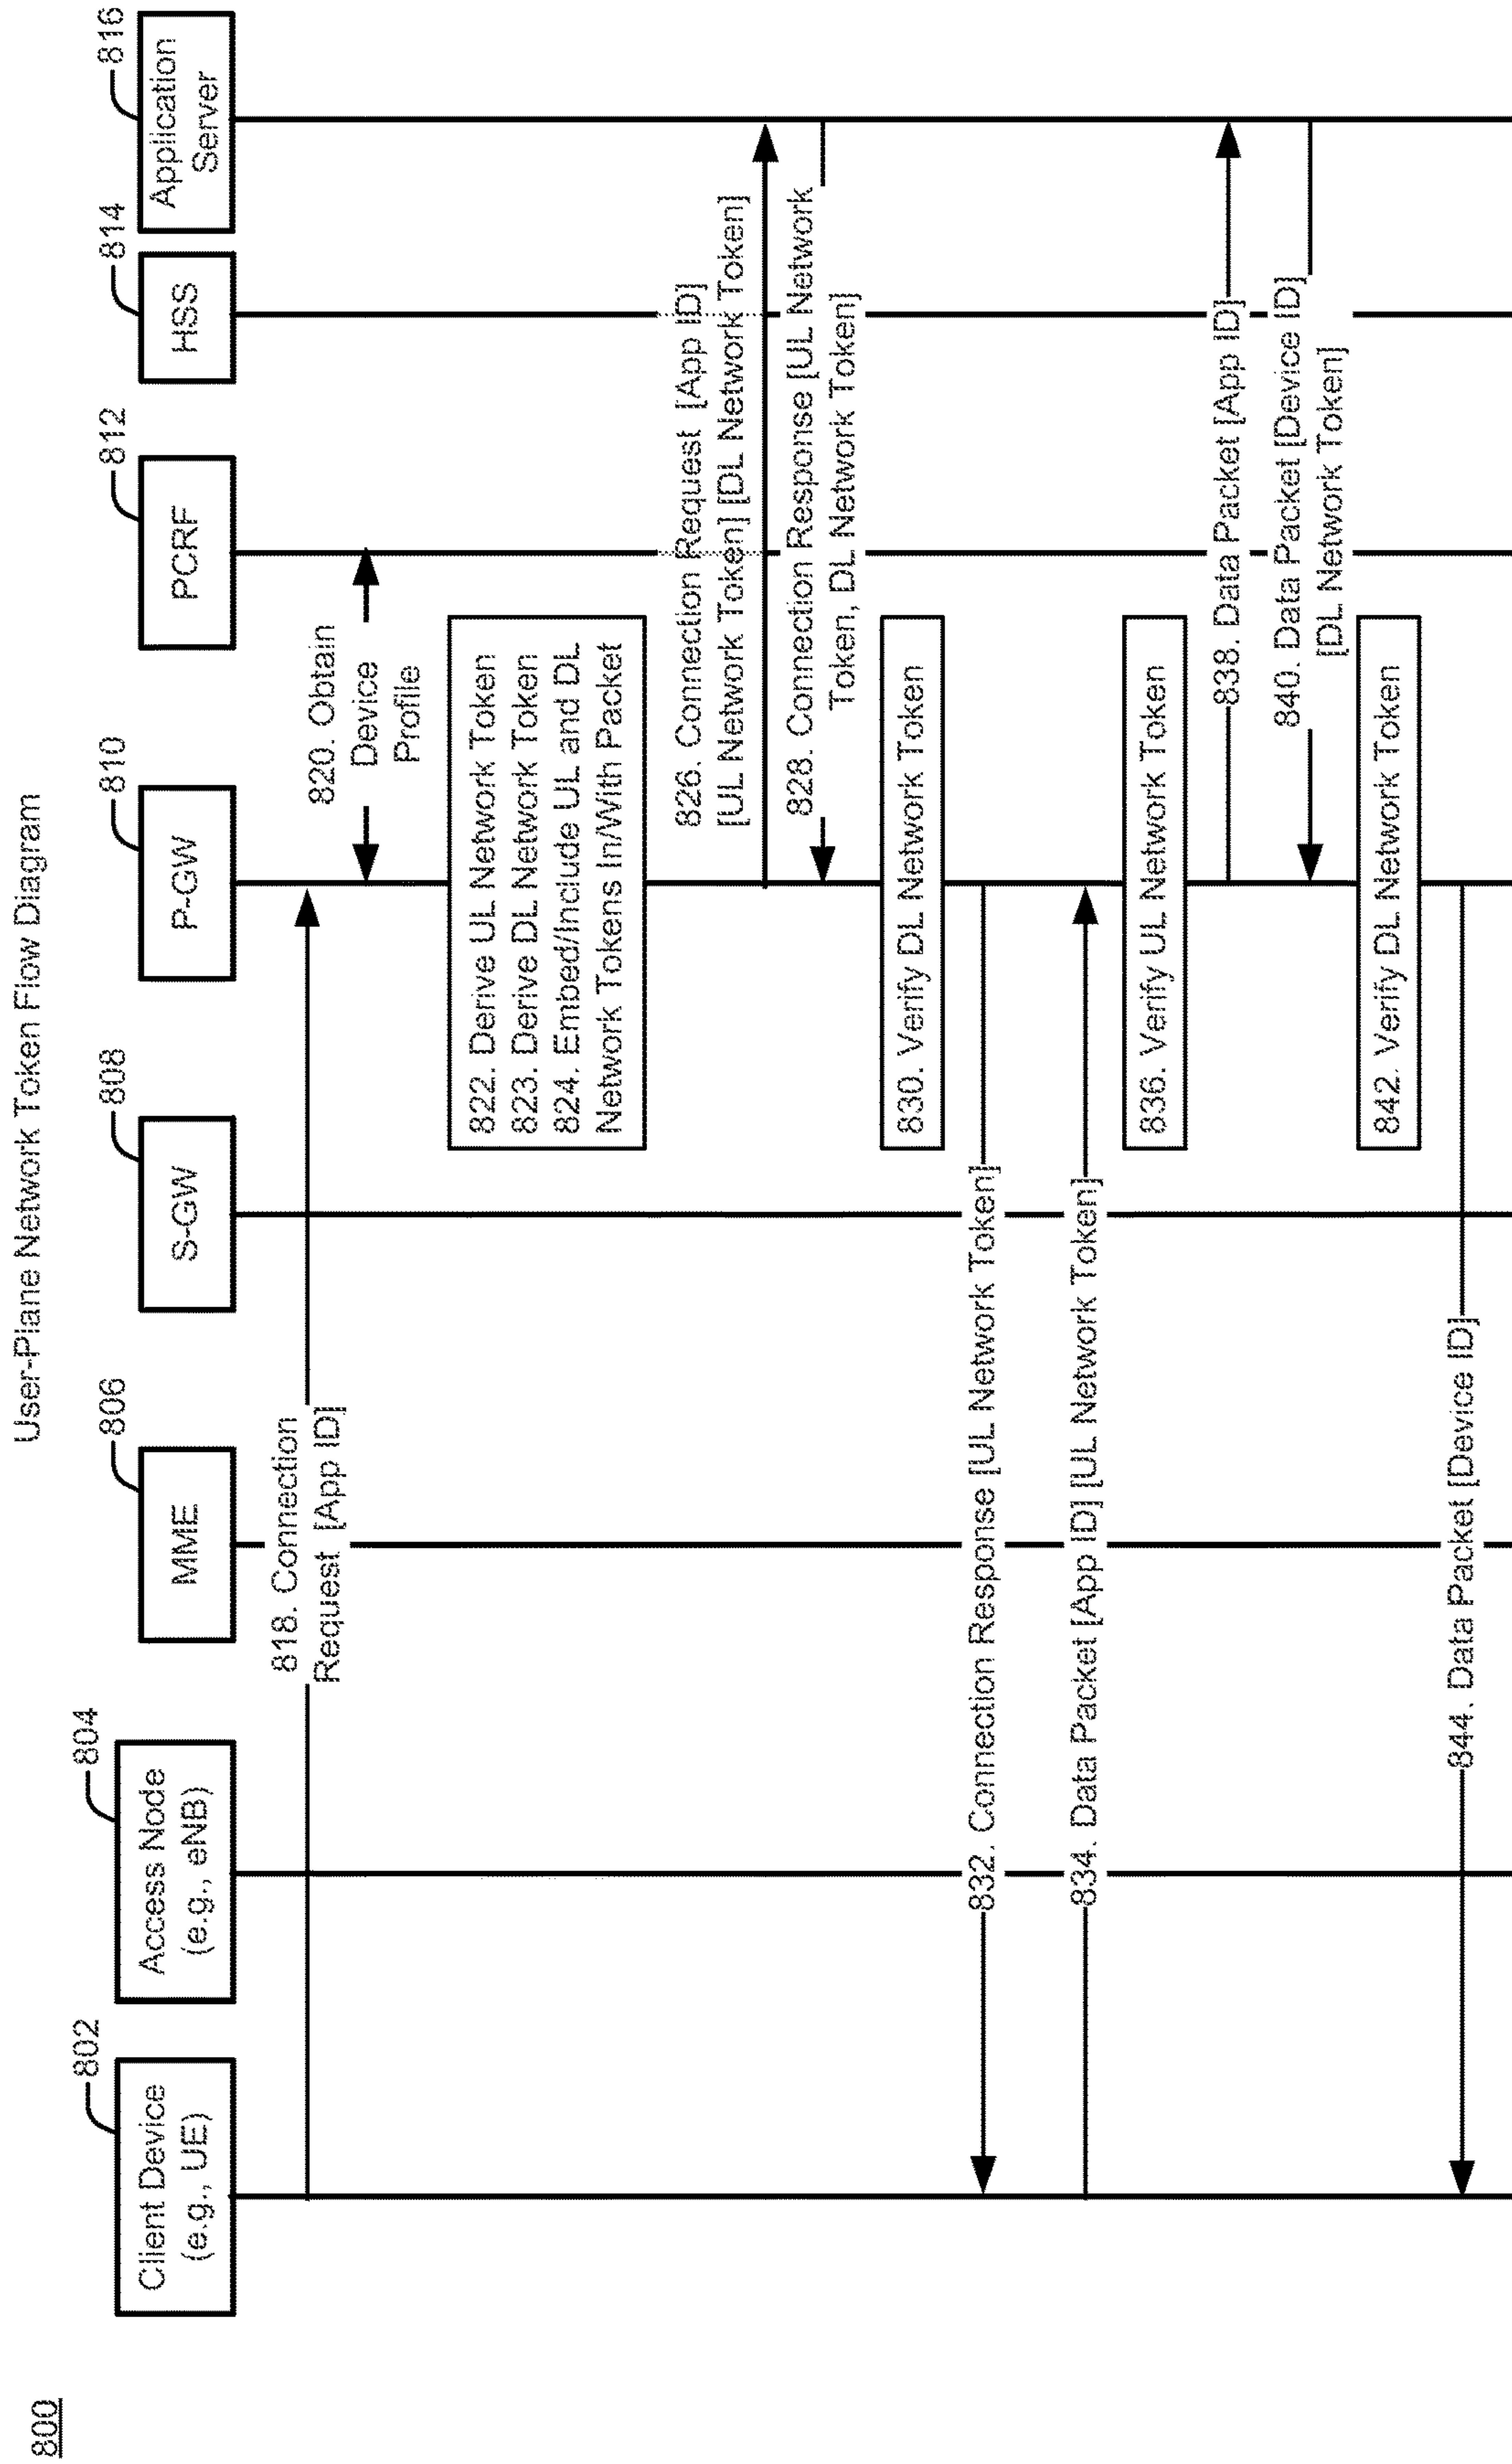 800
User-Plane Network Token Flow Diagram
802
804
806
808
810
812
814
816
Client Device
(e.g., UE)
Access Node
(e.g., eNB)
MME
S-GW
P-GW
PCRF
HSS
Application
Server
818. Connection
Request [App ID]
820. Obtain
Device
Profile
822. Derive UL Network Token
823. Derive DL Network Token
824. Embed/Include UL and DL
Network Tokens In/With Packet
826. Connection Request [App ID]
[UL Network Token] [DL Network Token]
828. Connection Response [UL Network
Token, DL Network Token]
830. Verify DL Network Token
832. Connection Response [UL Network Token]
834. Data Packet [App ID] [UL Network Token]
836. Verify UL Network Token
838. Data Packet [App ID]
840. Data Packet [Device ID]
[DL Network Token]
842. Verify DL Network Token
844. Data Packet [Device ID]